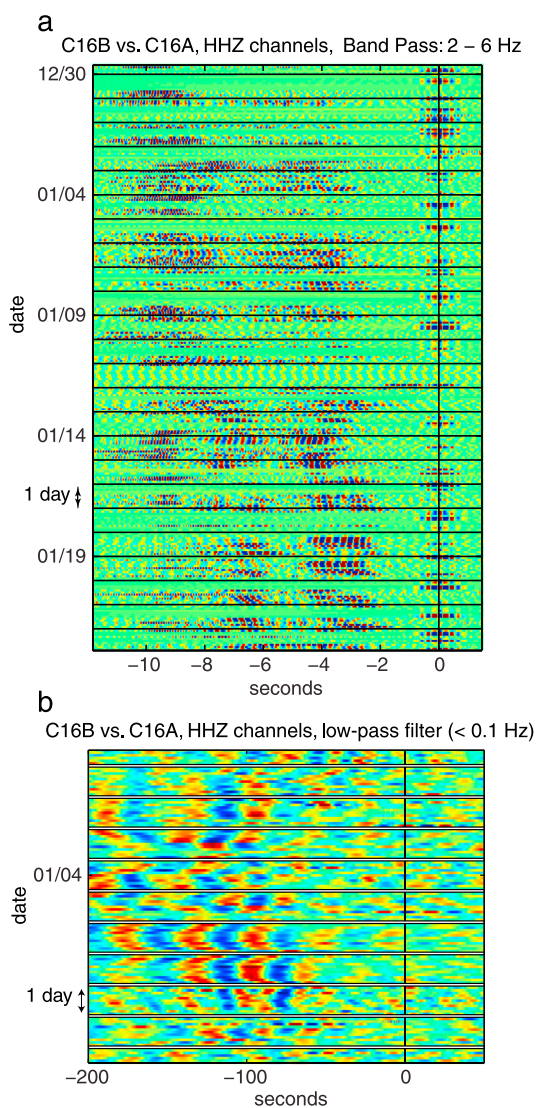 a
C16B vs. C16A, HHZ channels,  Band Pass: 2 – 6 Hz
12/30
01/04
01/09
01/14
01/19
date
1 day
−10 −8 −6 −4 −2 0
seconds
b
C16B vs. C16A, HHZ channels, low-pass filter (< 0.1 Hz)
01/04
date
1 day
−200 −100 0
seconds